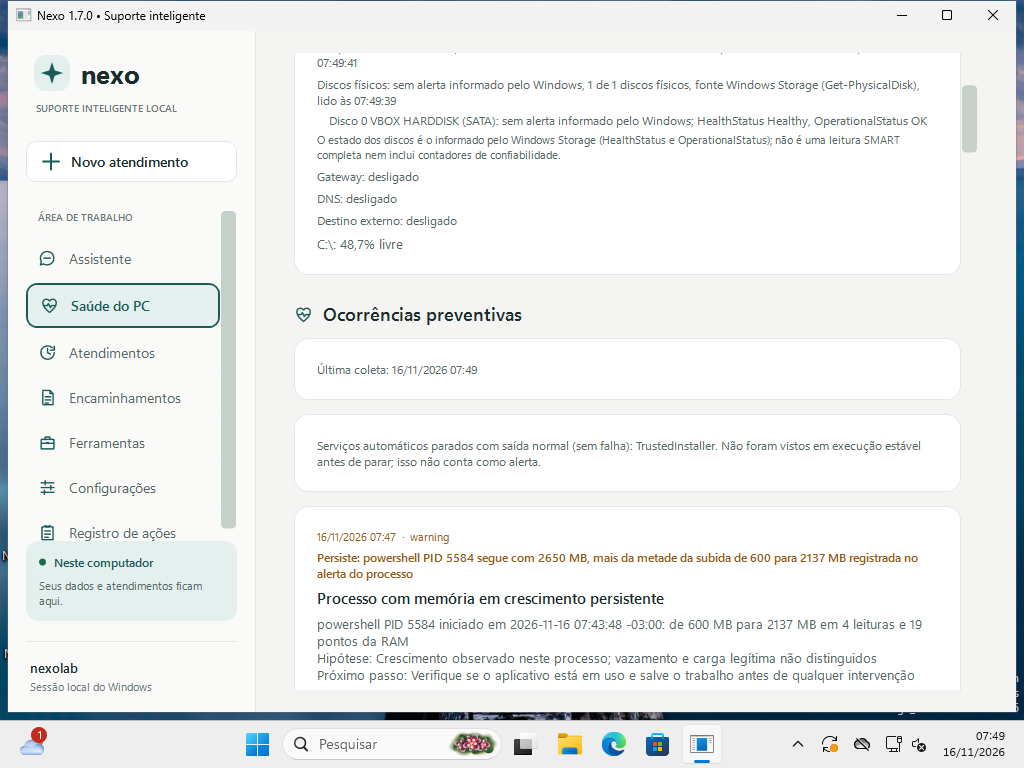 Nexo 1.7.0 • Suporte inteligente
nexo
SUPORTE INTELIGENTE LOCAL
Novo atendimento
ÁREA DE TRABALHO
Assistente
Saúde do PC
Atendimentos
Encaminhamentos
Ferramentas
Configurações
Registro de ações
Neste computador
Seus dados e atendimentos ficam
aqui.
nexolab
Sessão local do Windows
07:49:41
Discos físicos: sem alerta informado pelo Windows, 1 de 1 discos físicos, fonte Windows Storage (Get-PhysicalDisk),
lido às 07:49:39
Disco 0 VBOX HARDDISK (SATA): sem alerta informado pelo Windows; HealthStatus Healthy, OperationalStatus OK
O estado dos discos é o informado pelo Windows Storage (HealthStatus e OperationalStatus); não é uma leitura SMART
completa nem inclui contadores de confiabilidade.
Gateway: desligado
DNS: desligado
Destino externo: desligado
C:\: 48,7% livre
Ocorrências preventivas
Última coleta: 16/11/2026 07:49
Serviços automáticos parados com saída normal (sem falha): TrustedInstaller. Não foram vistos em execução estável
antes de parar; isso não conta como alerta.
16/11/2026 07:47 · warning
Persiste: powershell PID 5584 segue com 2650 MB, mais da metade da subida de 600 para 2137 MB registrada no
alerta do processo
Processo com memória em crescimento persistente
powershell PID 5584 iniciado em 2026-11-16 07:43:48 -03:00: de 600 MB para 2137 MB em 4 leituras e 19
pontos da RAM
Hipótese: Crescimento observado neste processo; vazamento e carga legítima não distinguidos
Próximo passo: Verifique se o aplicativo está em uso e salve o trabalho antes de qualquer intervenção
1
Pesquisar
07:49
16/11/2026